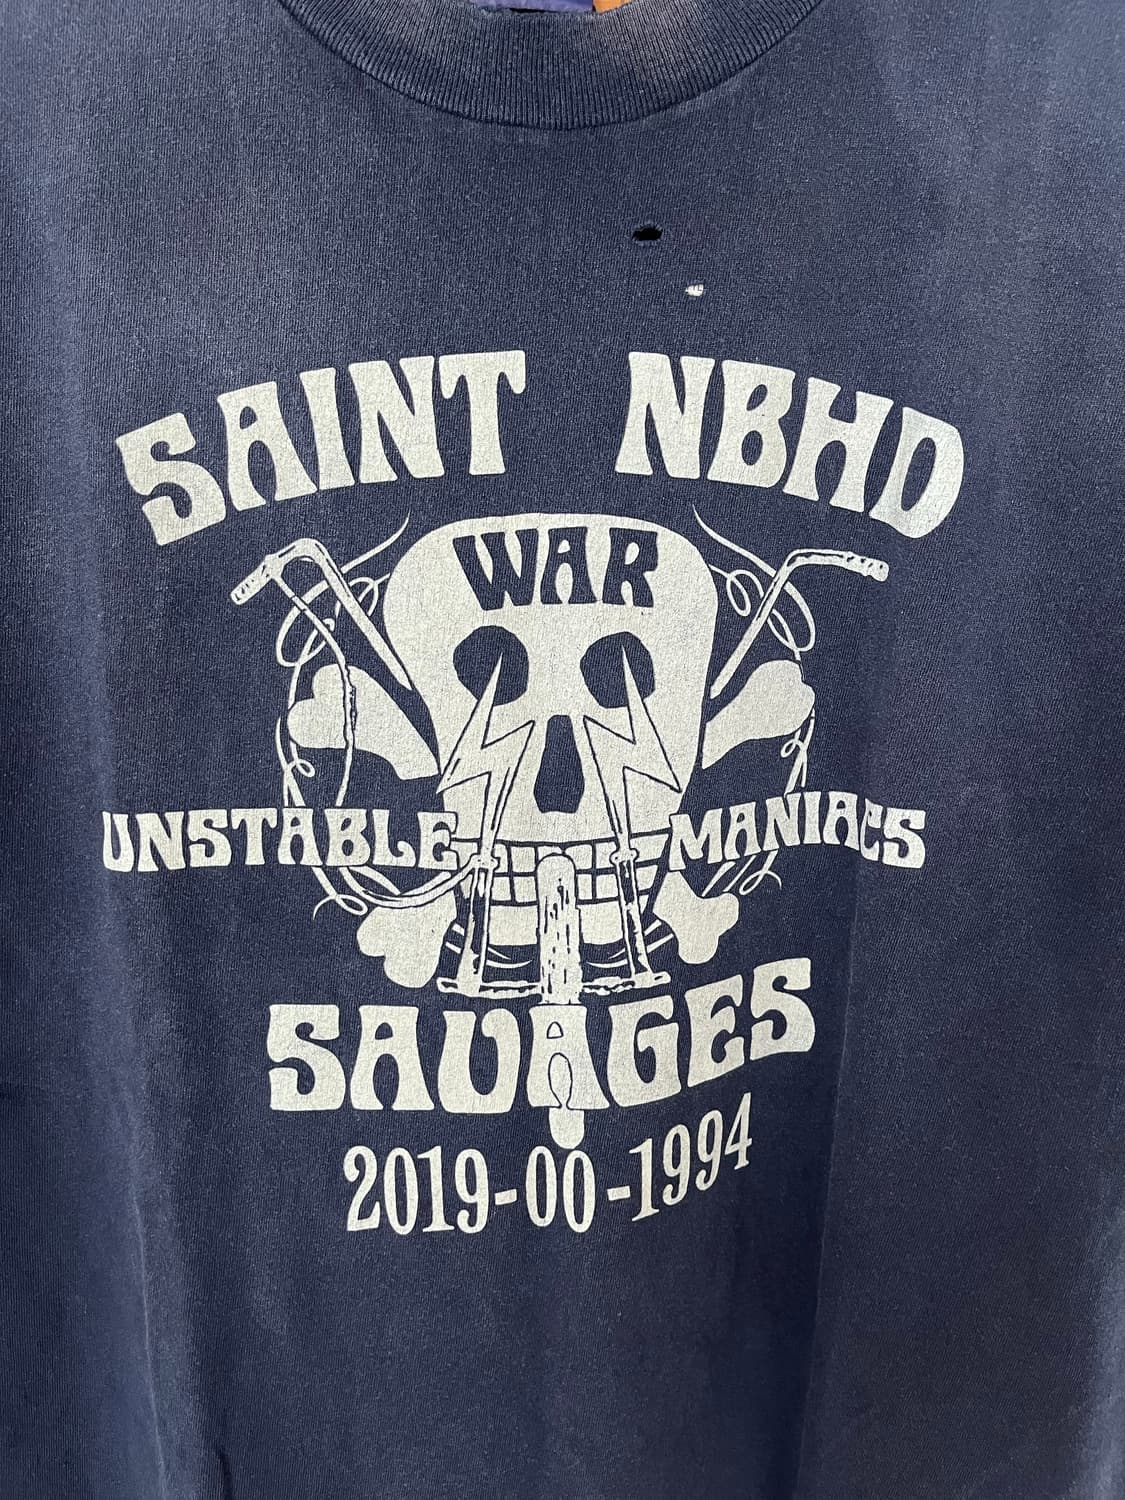 SAINT NBHD
WAR
UNSTABLE MANIACS
SAVAGES
2019-00-1994